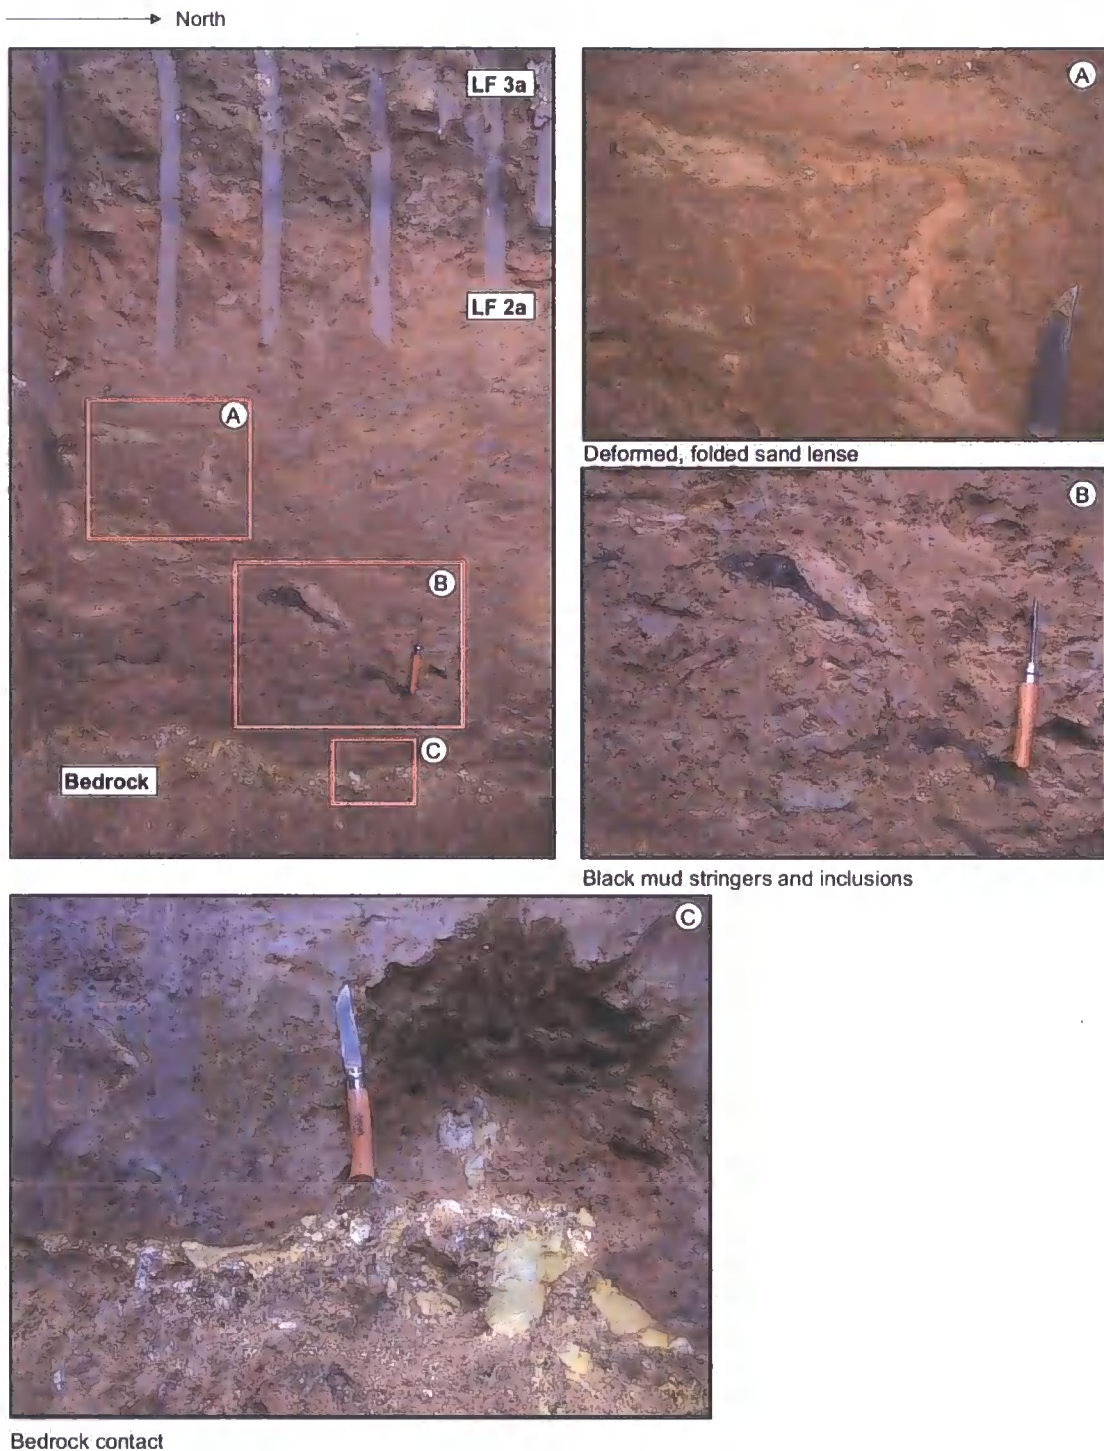 North
LF 3a
A
LF 2a
A
Deformed, folded sand lense
B
B
C
Bedrock
Black mud stringers and inclusions
C
Bedrock contact